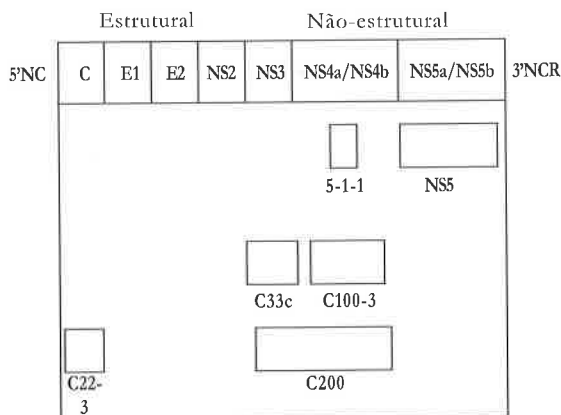 Estrutural Não-estrutural
5'NC C E1 E2 NS2 NS3 NS4a/NS4b NS5a/NS5b 3'NCR
5-1-1 NS5
C33c C100-3
C22-
3
C200